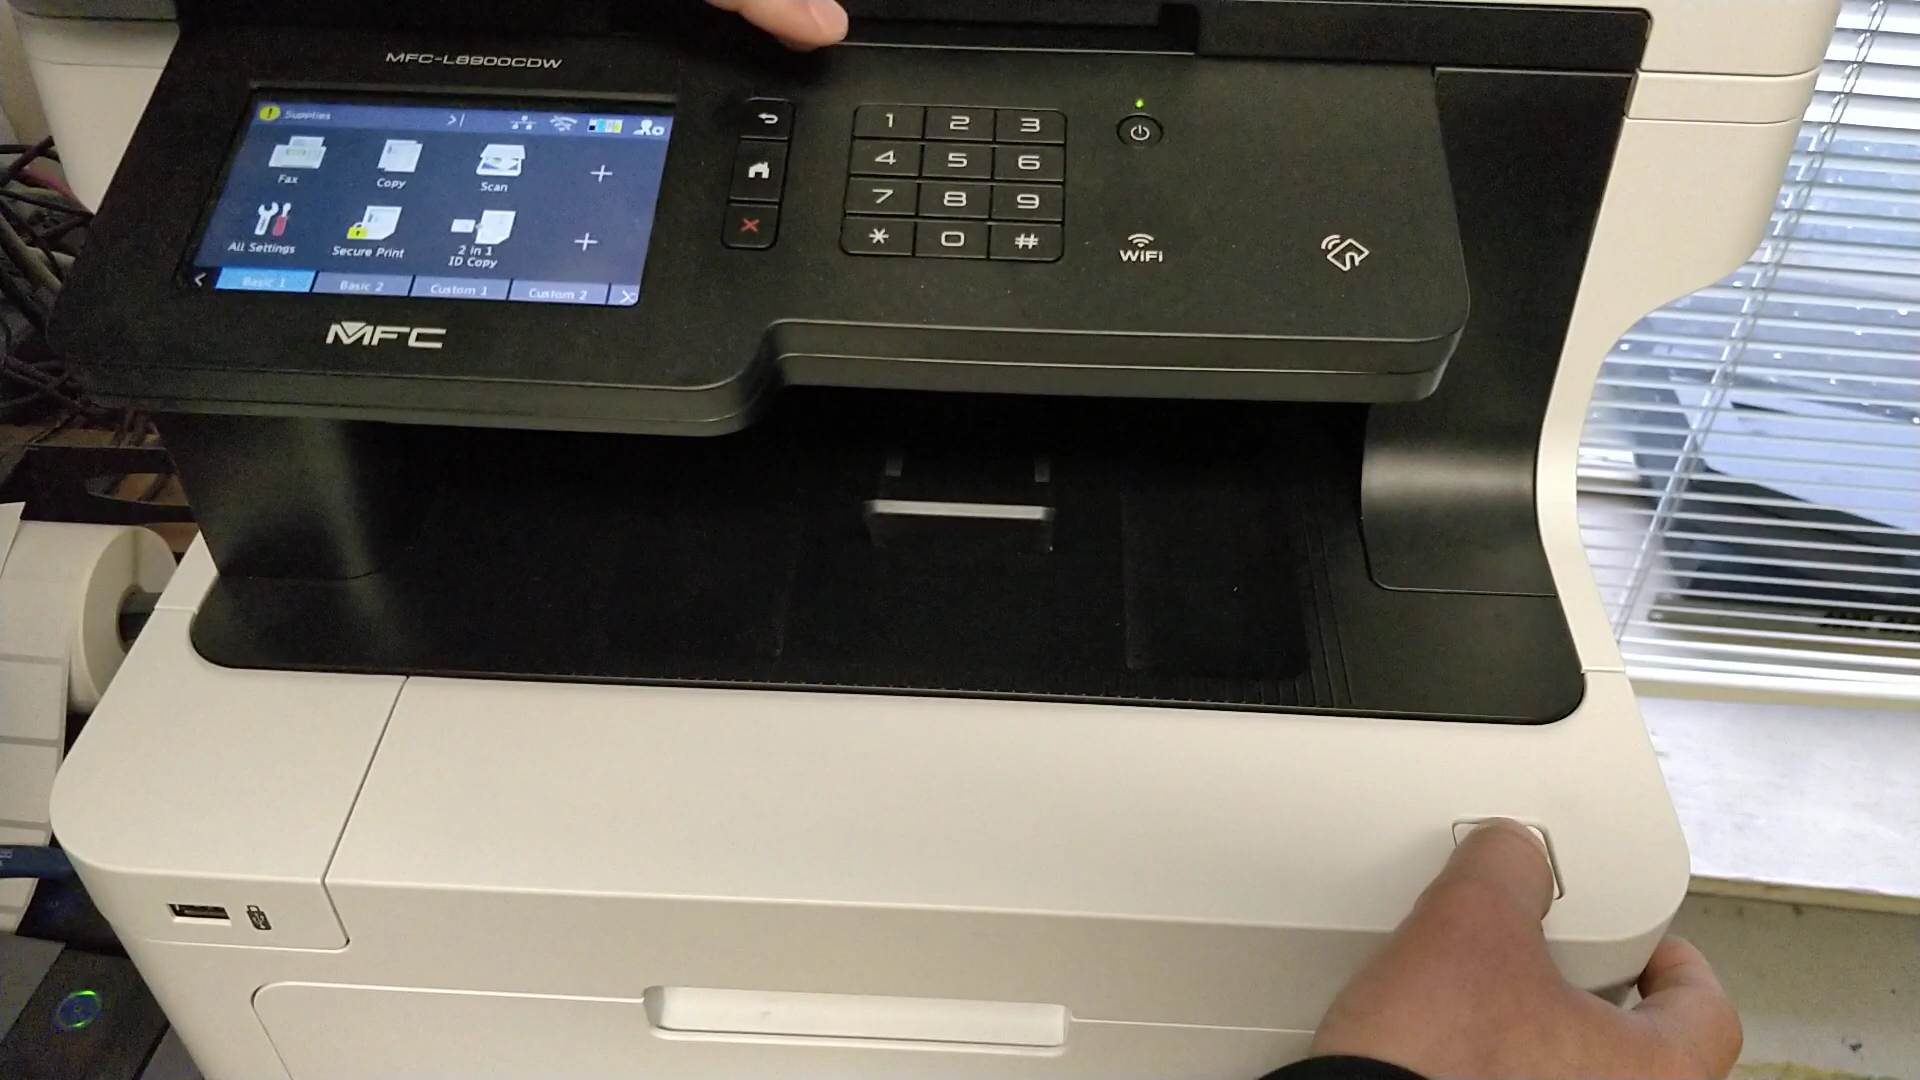 MFC-L8900CDW
Supplies
Fax
Copy
Scan
All Settings
Secure Print
2 in 1
ID Copy
Basic 1
Basic 2
Custom 1
Custom 2
MFC
1 2 3
4 5 6
7 8 9
* 0 #
WiFi